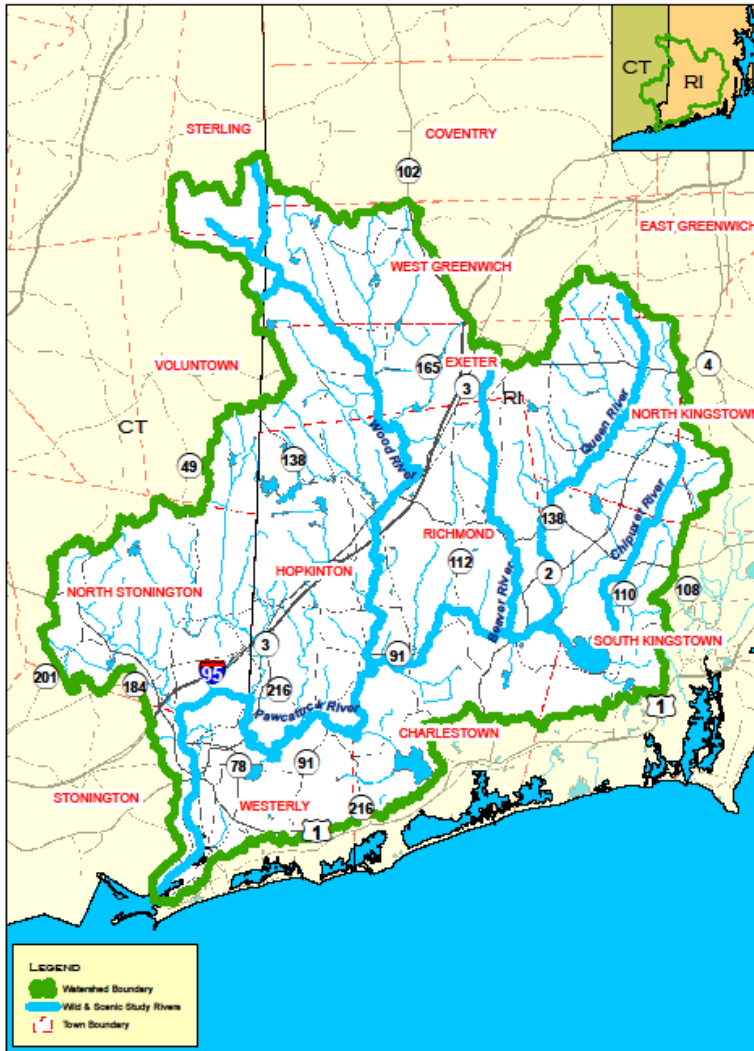 CT
RI
STERLING
COVENTRY
102
EAST GREENWICH
WEST GREENWICH
VOLUNTOWN
165
EXETER
3
4
RI
CT
Wood River
Queen River
NORTH KINGSTOWN
49
138
Chipuxet River
138
RICHMOND
HOPKINTON
112
2
NORTH STONINGTON
Beaver River
110
108
3
SOUTH KINGSTOWN
91
201
95
184
216
Pawcatuck River
1
CHARLESTOWN
78
91
STONINGTON
WESTERLY
216
1
LEGEND
Watershed Boundary
Wild & Scenic Study Rivers
Town Boundary